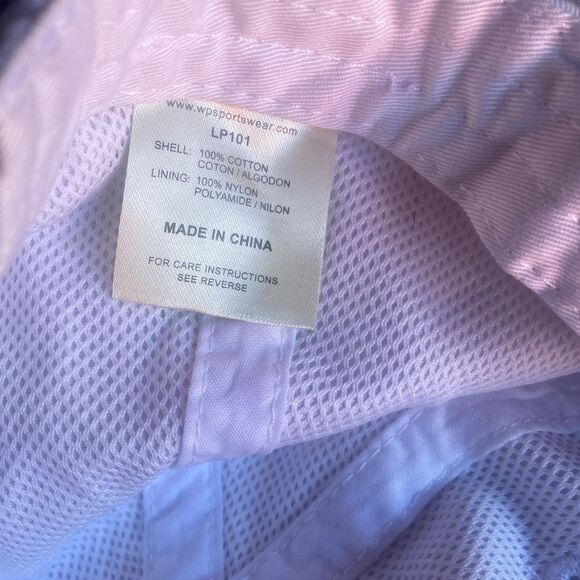 www.wpsportswear.com
LP101
SHELL: 100% COTTON
COTON / ALGODON
LINING: 100% NYLON
POLYAMIDE / NILON
MADE IN CHINA
FOR CARE INSTRUCTIONS
SEE REVERSE